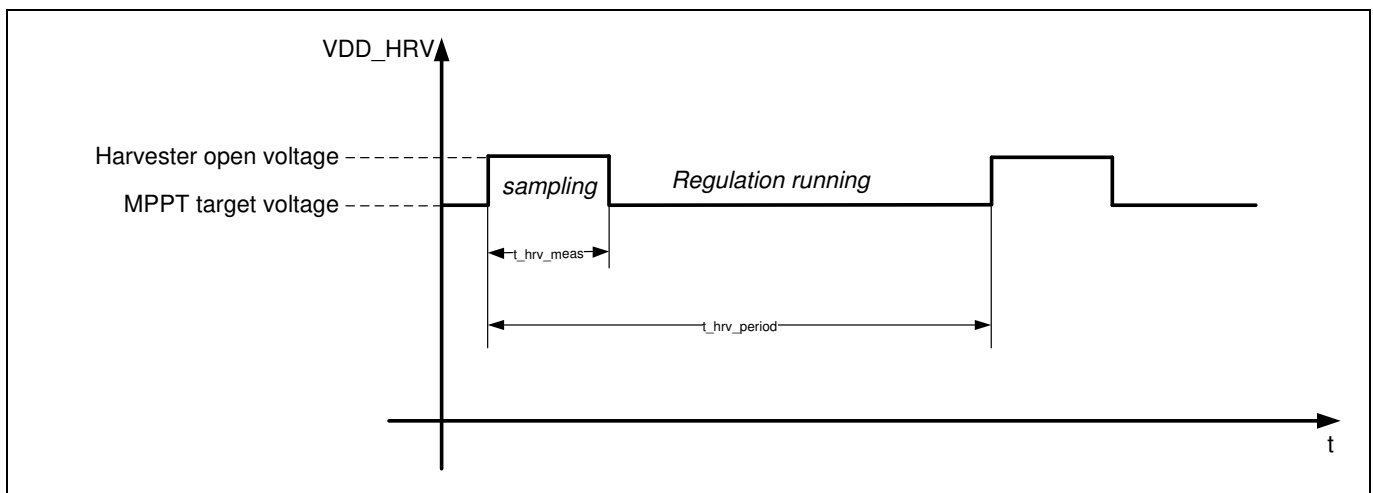 VDD_HRV
Harvester open voltage
sampling
Regulation running
MPPT target voltage
t_hrv_meas
t_hrv_period
t